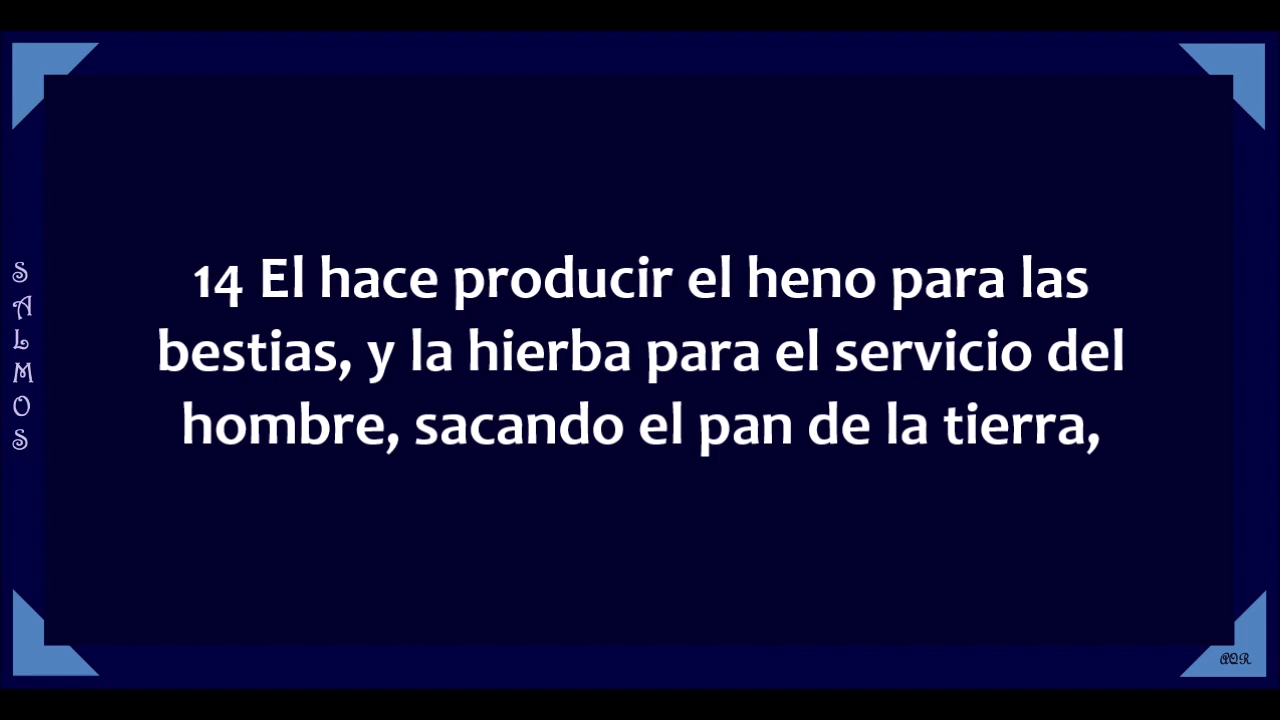 SALMOS
14 El hace producir el heno para las
bestias, y la hierba para el servicio del
hombre, sacando el pan de la tierra,